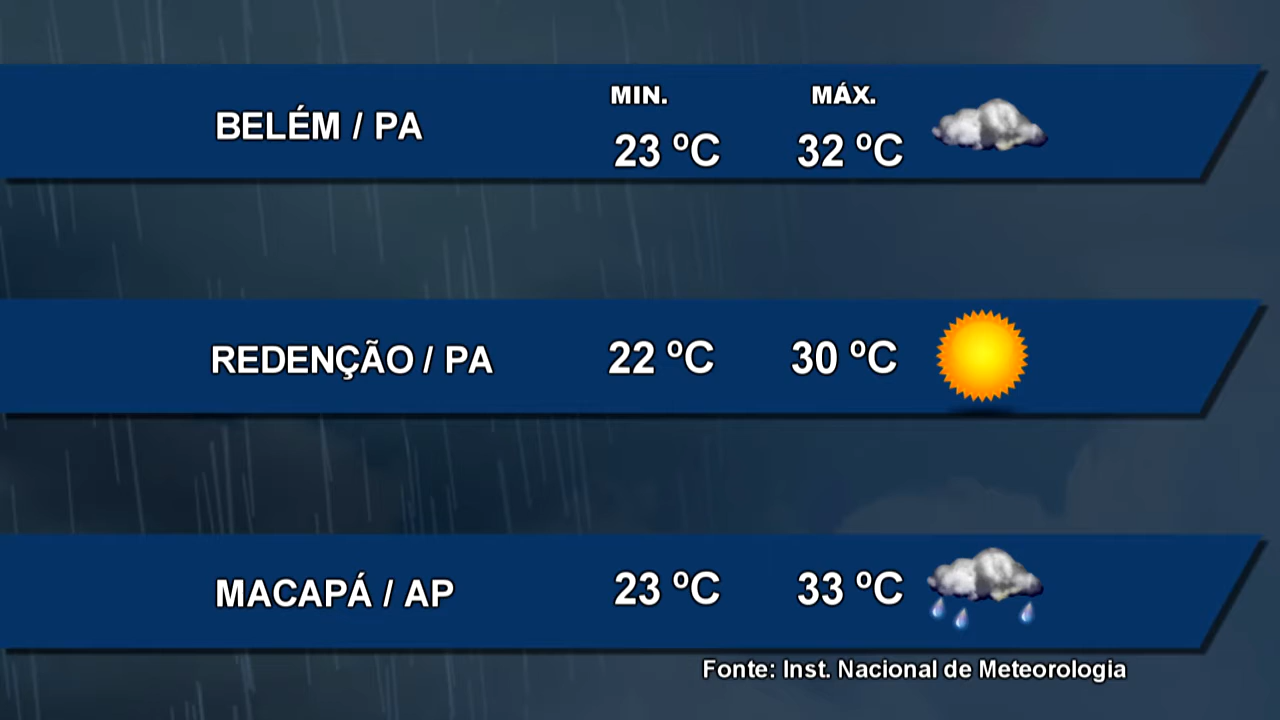 MIN. MÁX.
BELÉM / PA 23 ºC 32 ºC
REDENÇÃO / PA 22 ºC 30 ºC
MACAPÁ / AP 23 ºC 33 ºC
Fonte: Inst. Nacional de Meteorologia